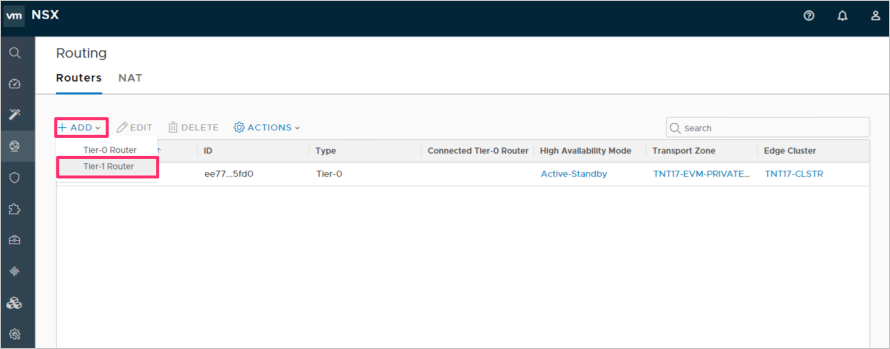 vm NSX
Routing
Routers NAT
+ ADD EDIT DELETE ACTIONS Search
Tier-0 Router
Tier-1 Router
ID Type Connected Tier-0 Router High Availability Mode Transport Zone Edge Cluster
ee77...5fd0 Tier-0 Active-Standby TNT17-EVM-PRIVATE... TNT17-CLSTR